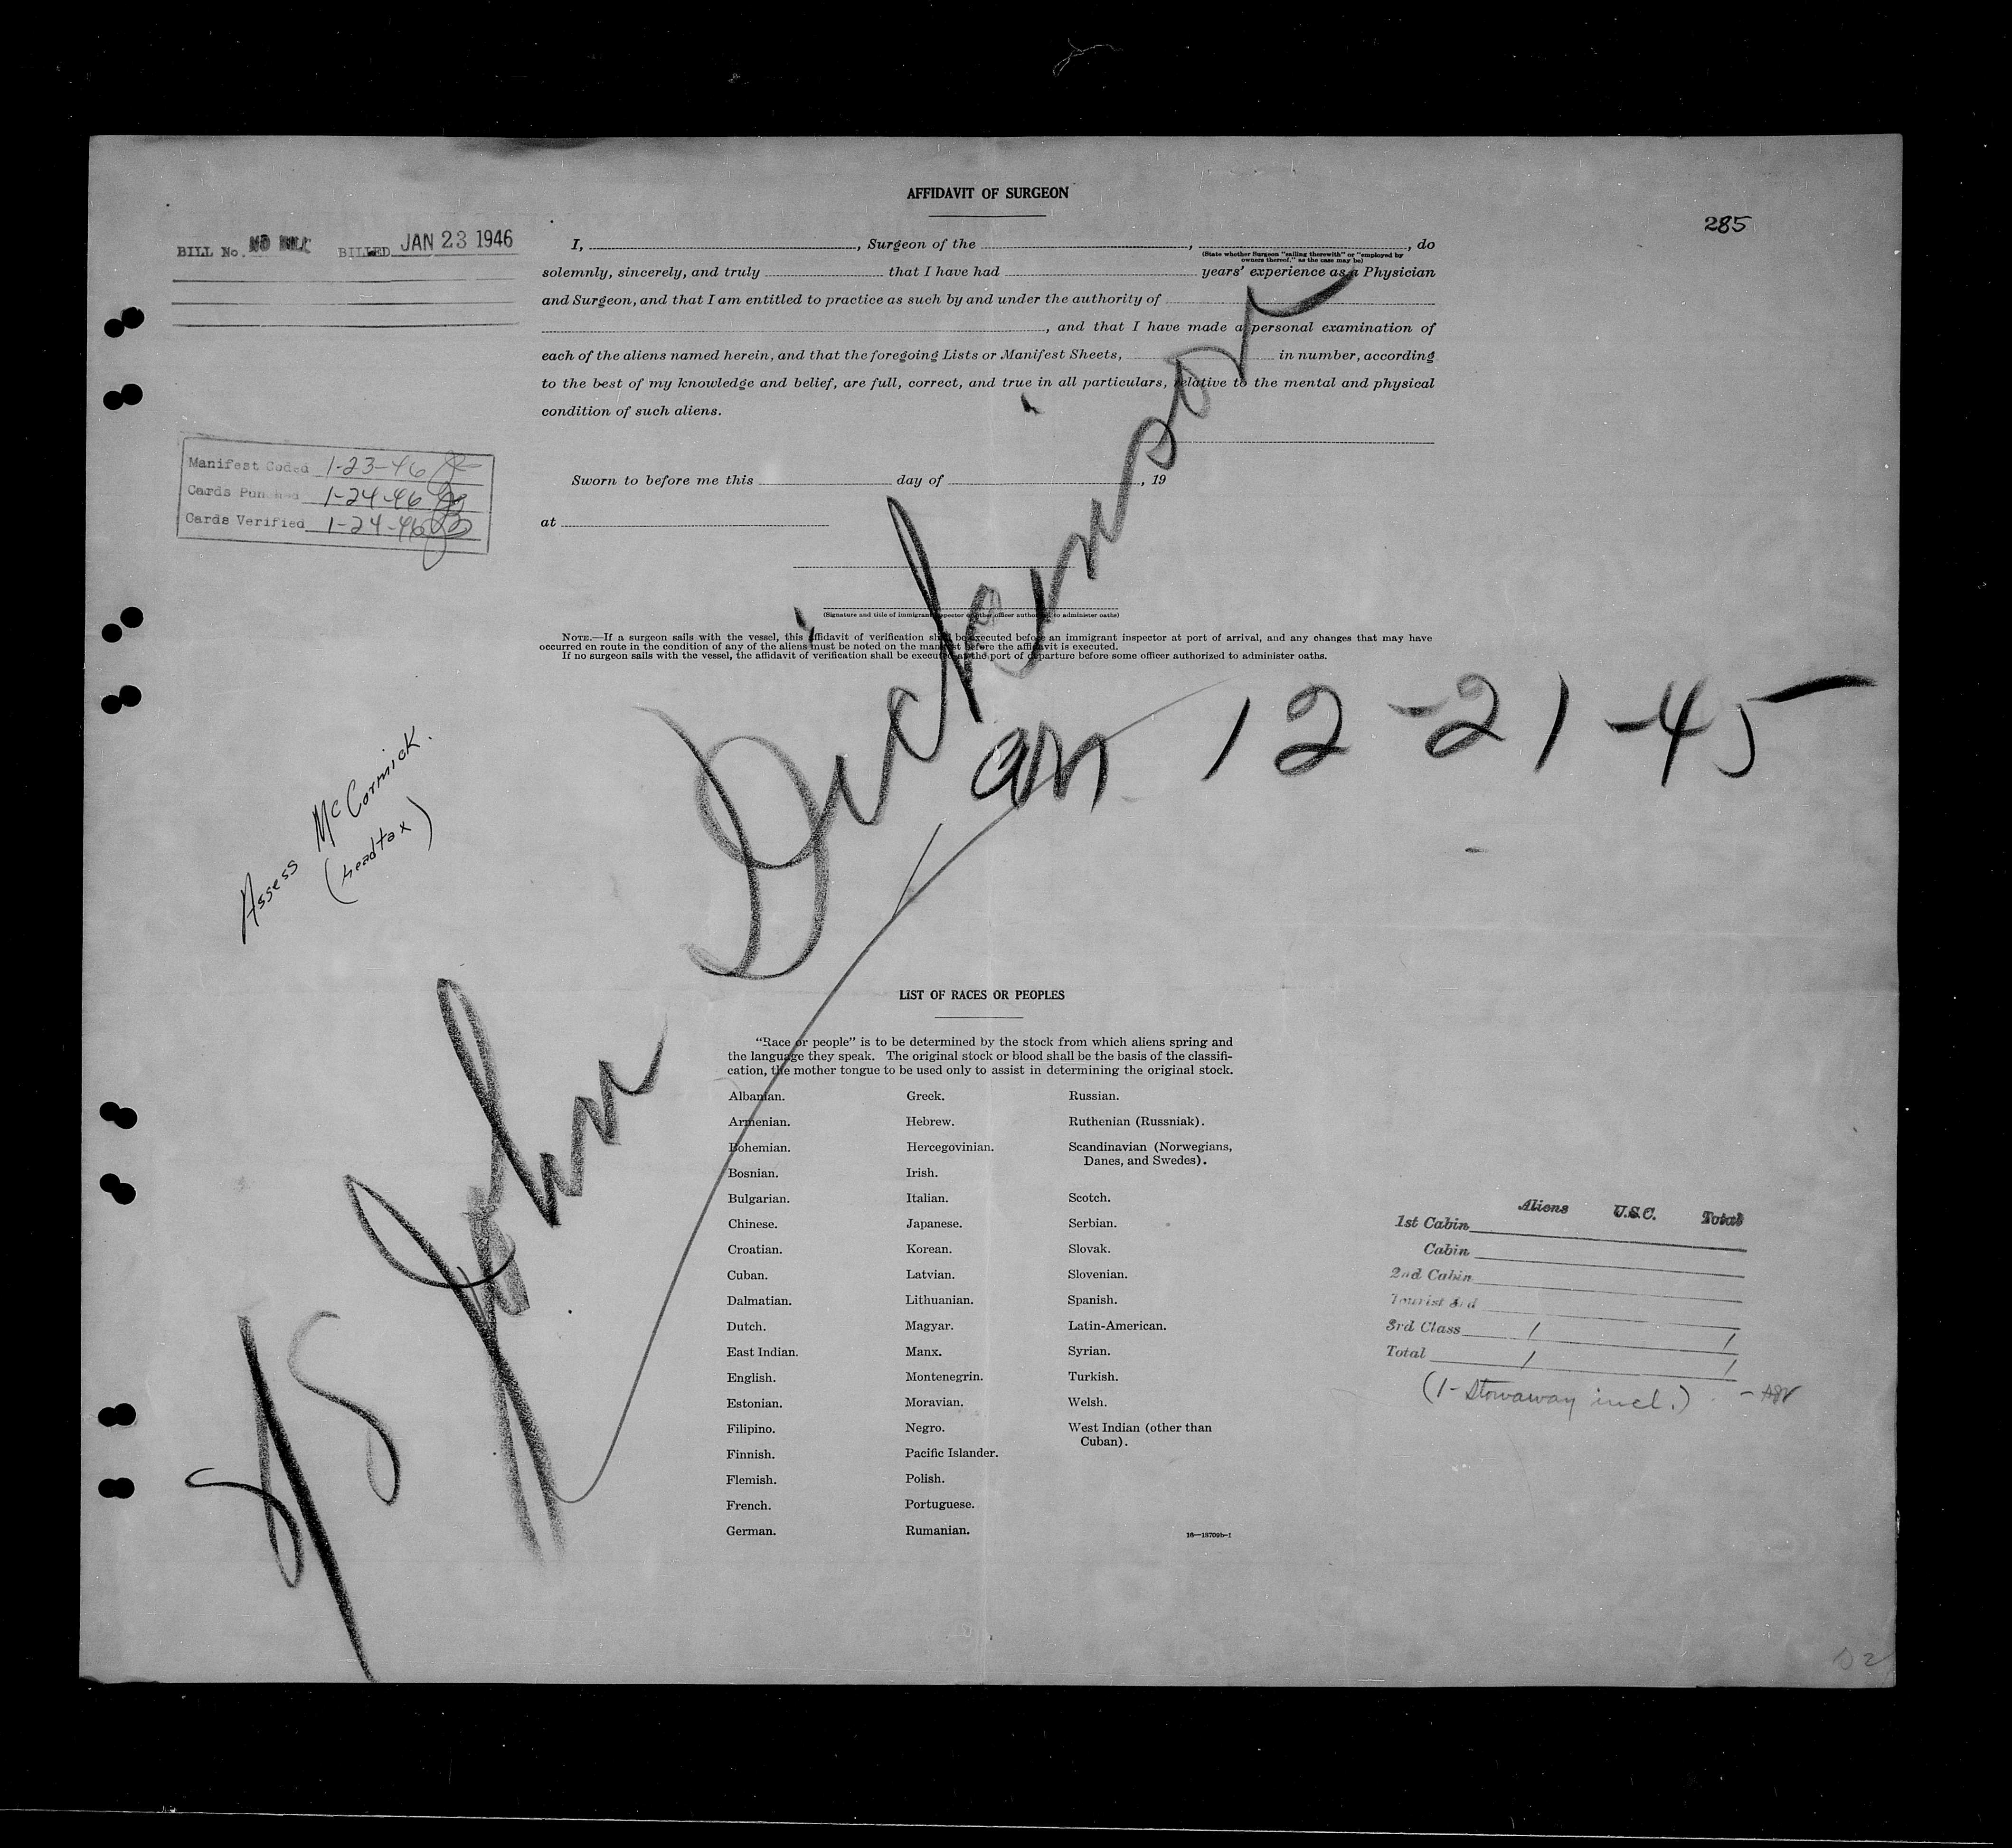 AFFIDAVIT OF SURGEON
285
BILL No. NO BILL BILLED JAN 23 1946
I, , Surgeon of the , , do
(State whether Surgeon "sailing therewith" or "employed by
owners thereof," as the case may be)
solemnly, sincerely, and truly that I have had years' experience as a Physician
and Surgeon, and that I am entitled to practice as such by and under the authority of
, and that I have made a personal examination of
each of the aliens named herein, and that the foregoing Lists or Manifest Sheets, in number, according
to the best of my knowledge and belief, are full, correct, and true in all particulars, relative to the mental and physical
condition of such aliens.
Manifest Coded 1-23-46
Cards Punched 1-24-46
Cards Verified 1-24-46
Sworn to before me this day of , 19
at
(Signature and title of immigrant inspector or other officer authorized to administer oaths)
NOTE.—If a surgeon sails with the vessel, this affidavit of verification shall be executed before an immigrant inspector at port of arrival, and any changes that may have
occurred en route in the condition of any of the aliens must be noted on the manifest before the affidavit is executed.
If no surgeon sails with the vessel, the affidavit of verification shall be executed at the port of departure before some officer authorized to administer oaths.
SS John Dickinson
arr 12-21-45
Assess McCormick.
(headtax)
LIST OF RACES OR PEOPLES
"Race or people" is to be determined by the stock from which aliens spring and
the language they speak. The original stock or blood shall be the basis of the classifi-
cation, the mother tongue to be used only to assist in determining the original stock.
Albanian.
Armenian.
Bohemian.
Bosnian.
Bulgarian.
Chinese.
Croatian.
Cuban.
Dalmatian.
Dutch.
East Indian.
English.
Estonian.
Filipino.
Finnish.
Flemish.
French.
German.
Greek.
Hebrew.
Hercegovinian.
Irish.
Italian.
Japanese.
Korean.
Latvian.
Lithuanian.
Magyar.
Manx.
Montenegrin.
Moravian.
Negro.
Pacific Islander.
Polish.
Portuguese.
Rumanian.
Russian.
Ruthenian (Russniak).
Scandinavian (Norwegians,
Danes, and Swedes).
Scotch.
Serbian.
Slovak.
Slovenian.
Spanish.
Latin-American.
Syrian.
Turkish.
Welsh.
West Indian (other than
Cuban).
16—18709b-1
Aliens U.S.C. Total
1st Cabin
Cabin
2nd Cabin
Tourist 3rd
3rd Class 1 1
Total 1 1
(1- Stowaway incl.)